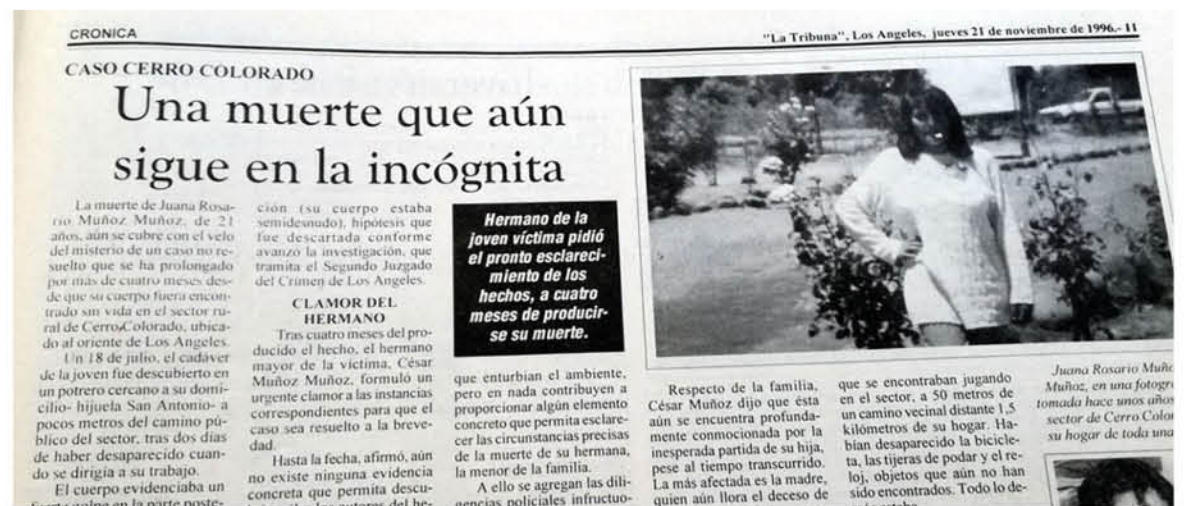 CRONICA
"La Tribuna", Los Angeles, jueves 21 de noviembre de 1996.- 11
CASO CERRO COLORADO
Una muerte que aún
sigue en la incógnita
La muerte de Juana Rosa-
rio Muñoz Muñoz, de 21
años, aún se cubre con el velo
del misterio de un caso no re-
suelto que se ha prolongado
por más de cuatro meses des-
de que su cuerpo fuera encon-
trado sin vida en el sector ru-
ral de Cerro Colorado, ubica-
do al oriente de Los Angeles.
Un 18 de julio, el cadáver
de la joven fue descubierto en
un potrero cercano a su domi-
cilio- hijuela San Antonio- a
pocos metros del camino pú-
blico del sector, tras dos días
de haber desaparecido cuan-
do se dirigía a su trabajo.
El cuerpo evidenciaba un
fuerte golpe en la parte poste-
ción (su cuerpo estaba
semidesnudo), hipótesis que
fue descartada conforme
avanzo la investigación, que
tramita el Segundo Juzgado
del Crimen de Los Angeles.
CLAMOR DEL
HERMANO
Tras cuatro meses del pro-
ducido el hecho, el hermano
mayor de la víctima, César
Muñoz Muñoz, formuló un
urgente clamor a las instancias
correspondientes para que el
caso sea resuelto a la breve-
dad.
Hasta la fecha, afirmó, aún
no existe ninguna evidencia
concreta que permita descu-
autores del he-
Hermano de la
joven víctima pidió
el pronto esclareci-
miento de los
hechos, a cuatro
meses de producir-
se su muerte.
que enturbian el ambiente,
pero en nada contribuyen a
proporcionar algún elemento
concreto que permita esclare-
cer las circunstancias precisas
de la muerte de su hermana,
la menor de la familia.
A ello se agregan las dili-
gencias policiales infructuo-
Respecto de la familia,
César Muñoz dijo que ésta
aún se encuentra profunda-
mente conmocionada por la
inesperada partida de su hija,
pese al tiempo transcurrido.
La más afectada es la madre,
quien aún llora el deceso de
que se encontraban jugando
en el sector, a 50 metros de
un camino vecinal distante 1,5
kilómetros de su hogar. Ha-
bían desaparecido la bicicle-
ta, las tijeras de podar y el re-
loj, objetos que aún no han
sido encontrados. Todo lo de-
Juana Rosario Muñ
Muñoz, en una fotogr
tomada hace unos años
sector de Cerro Color
su hogar de toda una